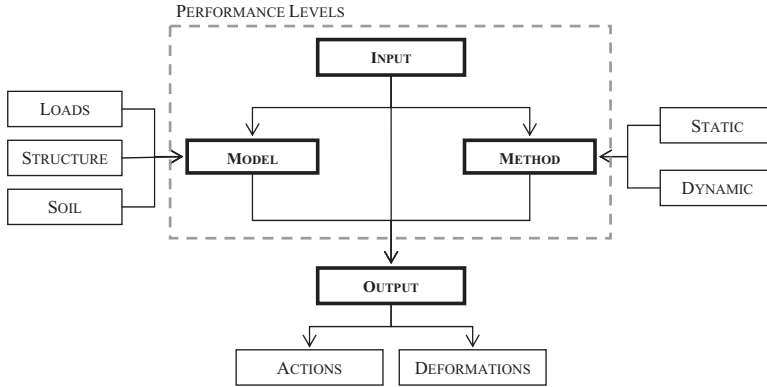 PERFORMANCE LEVELS
INPUT
LOADS
STRUCTURE
SOIL
MODEL
METHOD
STATIC
DYNAMIC
OUTPUT
ACTIONS
DEFORMATIONS